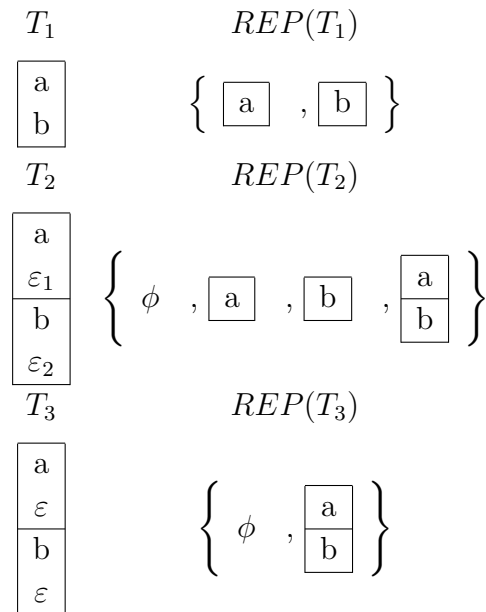 T₁ REP(T₁)
a
b
{ a , b }
T₂ REP(T₂)
a
ε₁
b
ε₂
{ ϕ , a , b , a b }
T₃ REP(T₃)
a
ε
b
ε
{ ϕ , a b }